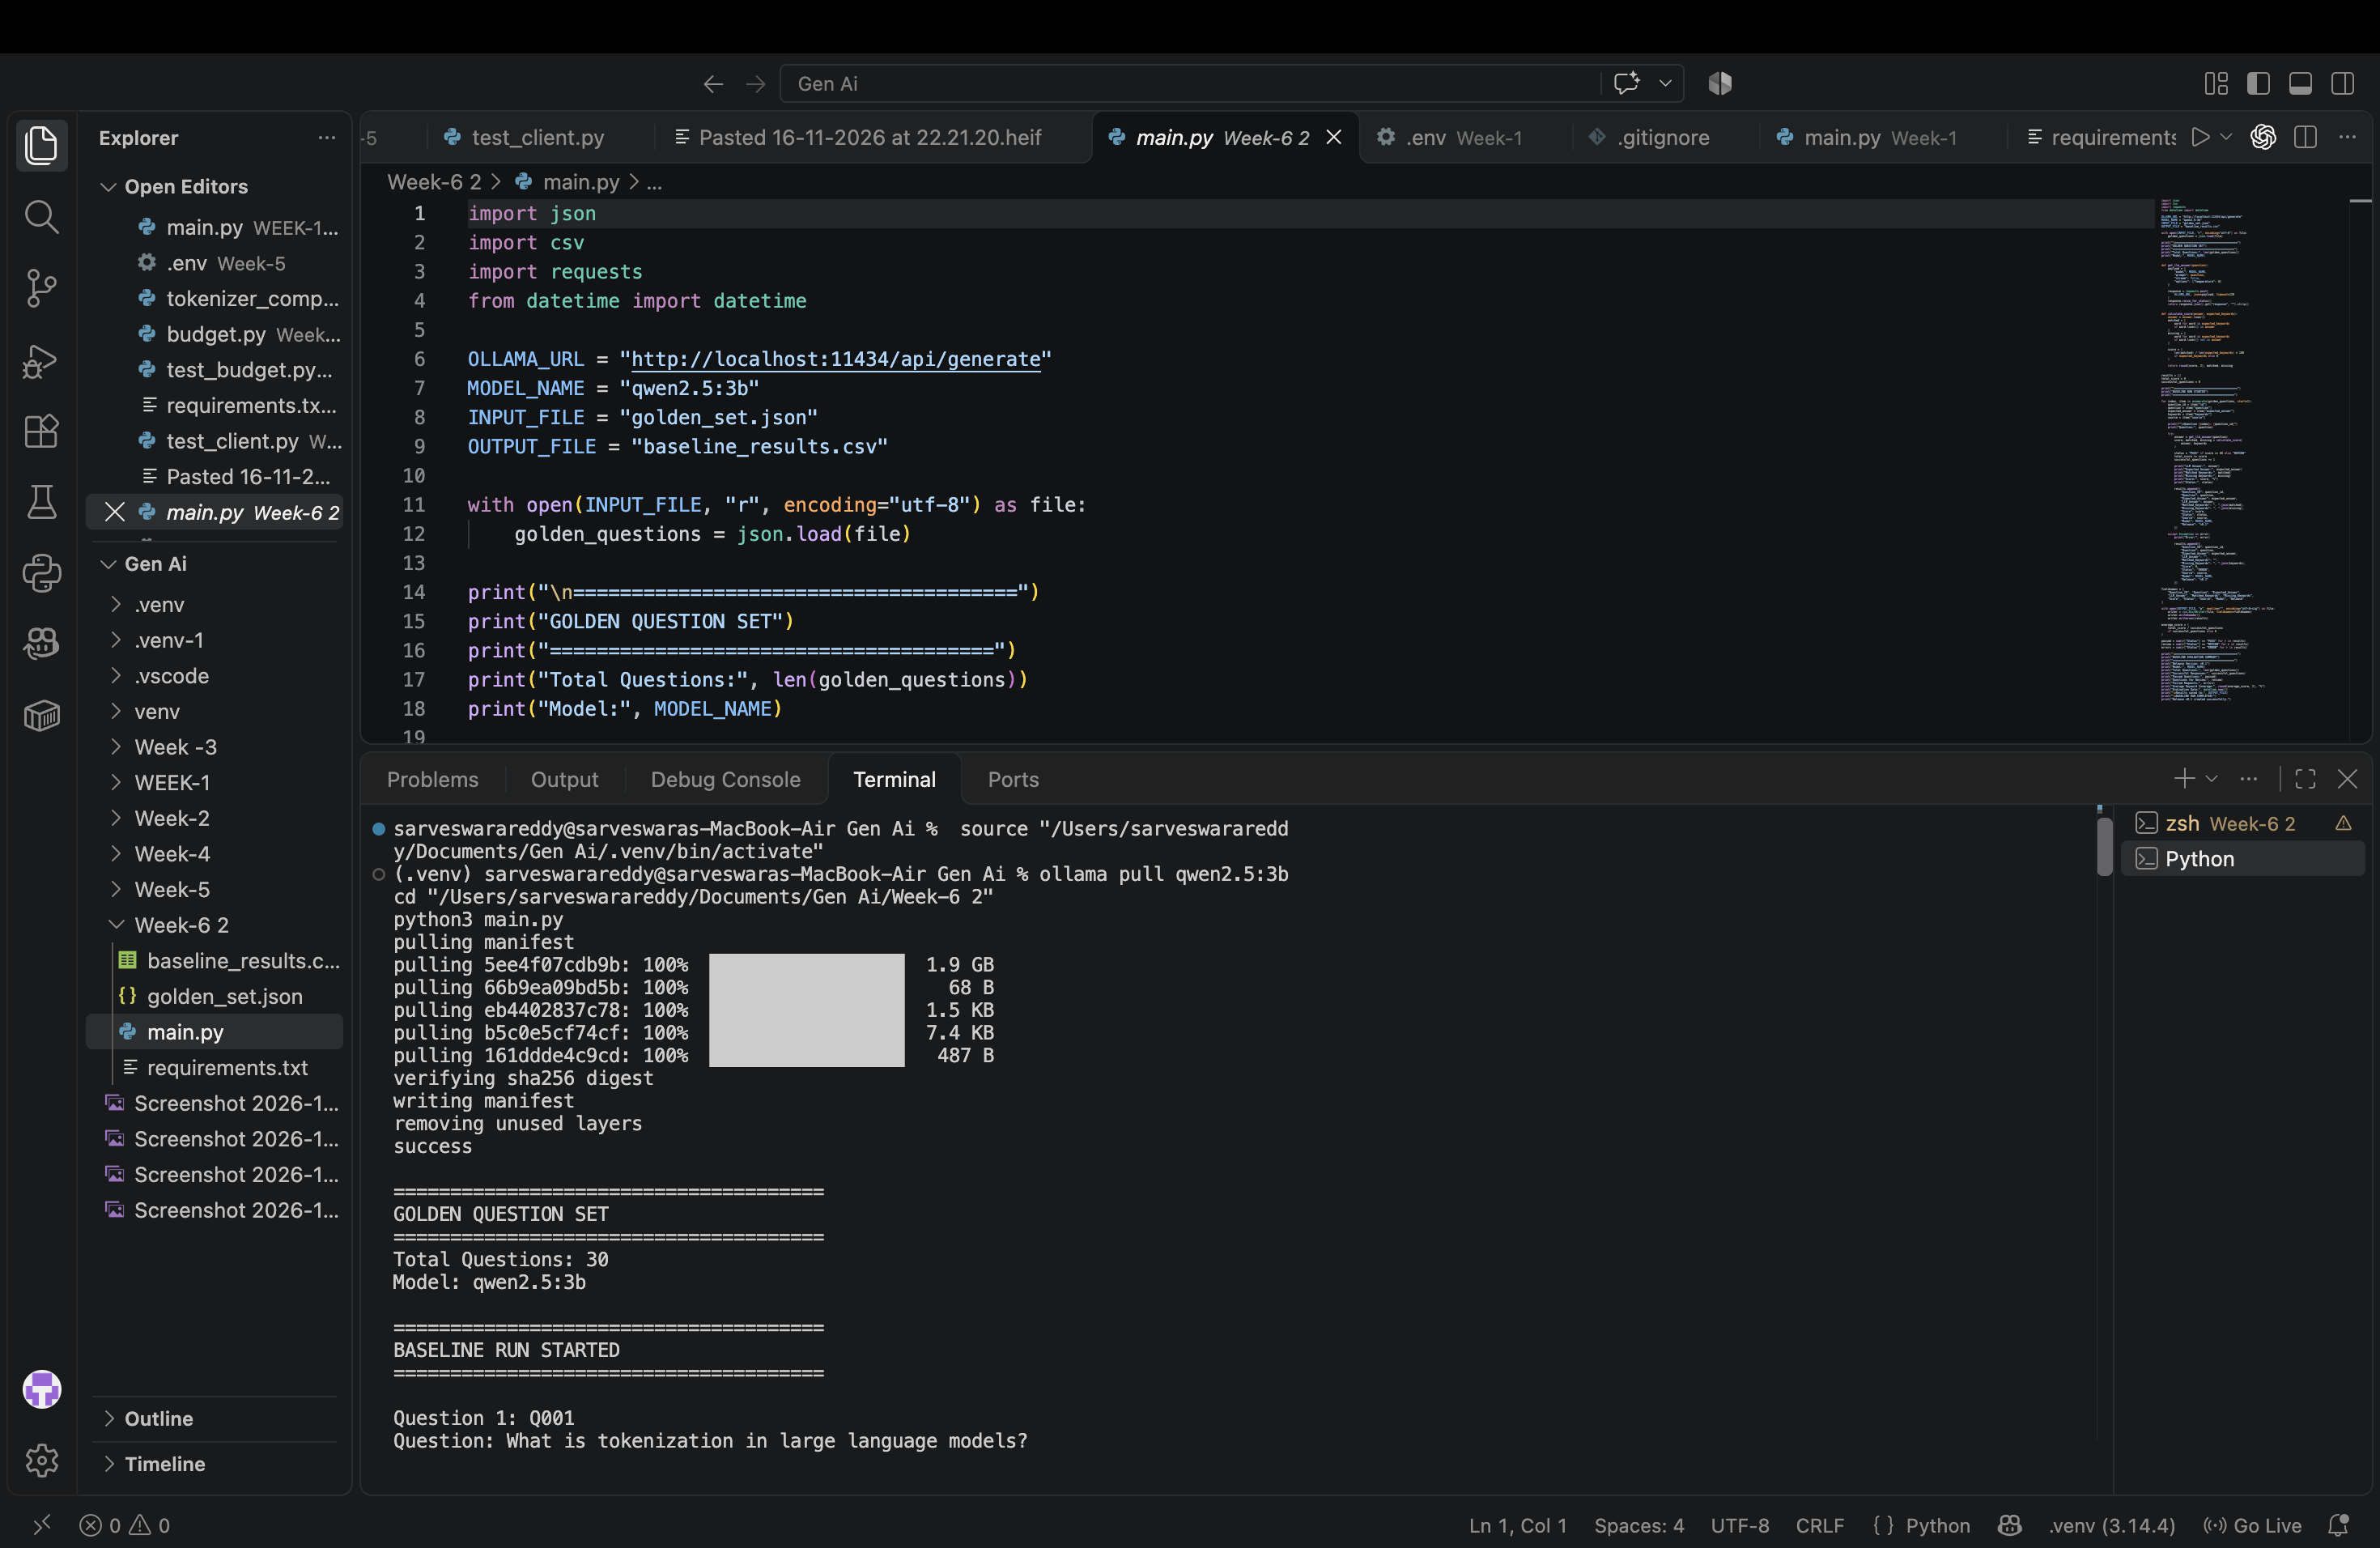 Gen Ai
Explorer
Open Editors
main.py WEEK-1...
.env Week-5
tokenizer_comp...
budget.py Week...
test_budget.py...
requirements.tx...
test_client.py W...
Pasted 16-11-2...
main.py Week-6 2
Gen Ai
.venv
.venv-1
.vscode
venv
Week -3
WEEK-1
Week-2
Week-4
Week-5
Week-6 2
baseline_results.c...
golden_set.json
main.py
requirements.txt
Screenshot 2026-1...
Screenshot 2026-1...
Screenshot 2026-1...
Screenshot 2026-1...
Outline
Timeline
-5 test_client.py Pasted 16-11-2026 at 22.21.20.heif main.py Week-6 2 .env Week-1 .gitignore main.py Week-1 requirements
Week-6 2 > main.py > ...
1 import json
2 import csv
3 import requests
4 from datetime import datetime
5
6 OLLAMA_URL = "http://localhost:11434/api/generate"
7 MODEL_NAME = "qwen2.5:3b"
8 INPUT_FILE = "golden_set.json"
9 OUTPUT_FILE = "baseline_results.csv"
10
11 with open(INPUT_FILE, "r", encoding="utf-8") as file:
12 golden_questions = json.load(file)
13
14 print("\n======================================")
15 print("GOLDEN QUESTION SET")
16 print("======================================")
17 print("Total Questions:", len(golden_questions))
18 print("Model:", MODEL_NAME)
19
Problems Output Debug Console Terminal Ports
sarveswarareddy@sarveswaras-MacBook-Air Gen Ai % source "/Users/sarveswararedd
y/Documents/Gen Ai/.venv/bin/activate"
(.venv) sarveswarareddy@sarveswaras-MacBook-Air Gen Ai % ollama pull qwen2.5:3b
cd "/Users/sarveswarareddy/Documents/Gen Ai/Week-6 2"
python3 main.py
pulling manifest
pulling 5ee4f07cdb9b: 100% 1.9 GB
pulling 66b9ea09bd5b: 100% 68 B
pulling eb4402837c78: 100% 1.5 KB
pulling b5c0e5cf74cf: 100% 7.4 KB
pulling 161ddde4c9cd: 100% 487 B
verifying sha256 digest
writing manifest
removing unused layers
success
======================================
GOLDEN QUESTION SET
======================================
Total Questions: 30
Model: qwen2.5:3b
======================================
BASELINE RUN STARTED
======================================
Question 1: Q001
Question: What is tokenization in large language models?
zsh Week-6 2
Python
0 0
Ln 1, Col 1 Spaces: 4 UTF-8 CRLF { } Python .venv (3.14.4) Go Live